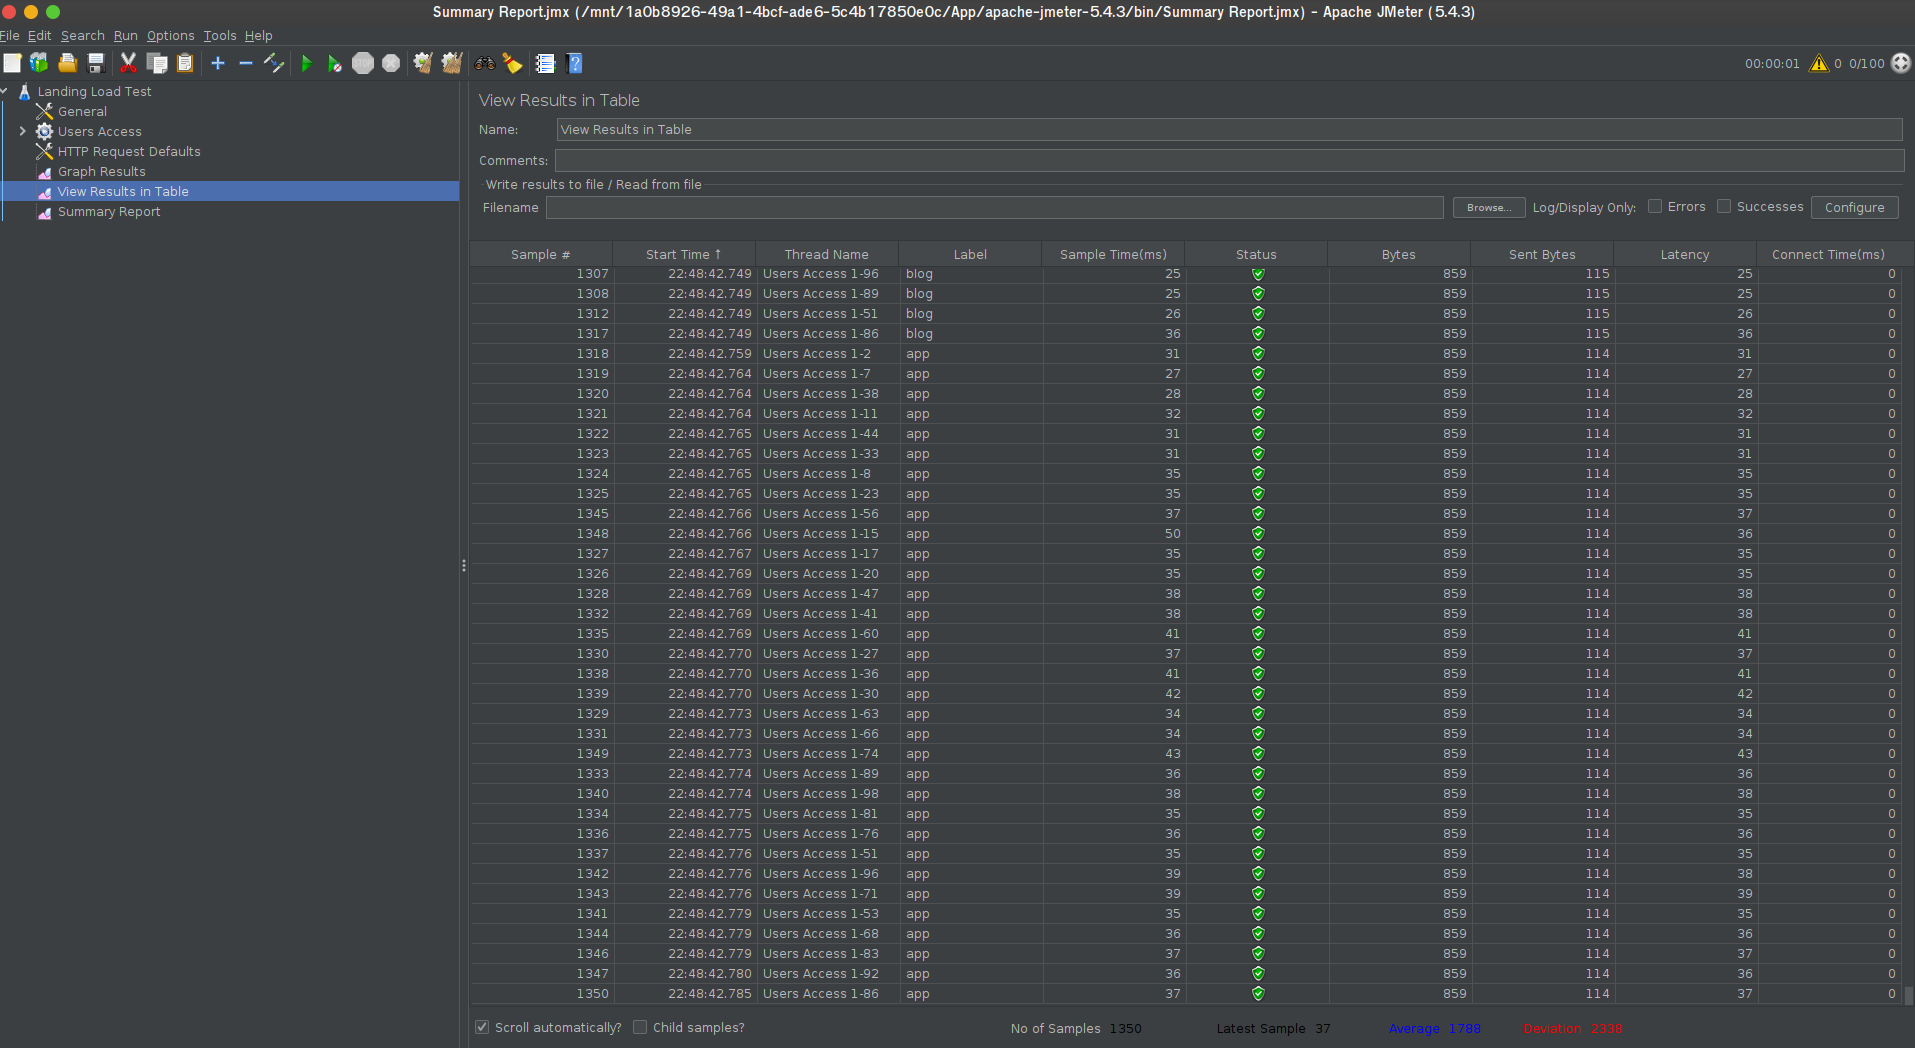 Summary Report.jmx (/mnt/1a0b8926-49a1-4bcf-ade6-5c4b17850e0c/App/apache-jmeter-5.4.3/bin/Summary Report.jmx) - Apache JMeter (5.4.3)
File Edit Search Run Options Tools Help
00:00:01 0 0/100
Landing Load Test
General
Users Access
HTTP Request Defaults
Graph Results
View Results in Table
Summary Report
View Results in Table
Name: View Results in Table
Comments:
Write results to file / Read from file
Filename Browse... Log/Display Only: Errors Successes Configure
Sample # Start Time ↑ Thread Name Label Sample Time(ms) Status Bytes Sent Bytes Latency Connect Time(ms)
1307 22:48:42.749 Users Access 1-96 blog 25 859 115 25 0
1308 22:48:42.749 Users Access 1-89 blog 25 859 115 25 0
1312 22:48:42.749 Users Access 1-51 blog 26 859 115 26 0
1317 22:48:42.749 Users Access 1-86 blog 36 859 115 36 0
1318 22:48:42.759 Users Access 1-2 app 31 859 114 31 0
1319 22:48:42.764 Users Access 1-7 app 27 859 114 27 0
1320 22:48:42.764 Users Access 1-38 app 28 859 114 28 0
1321 22:48:42.764 Users Access 1-11 app 32 859 114 32 0
1322 22:48:42.765 Users Access 1-44 app 31 859 114 31 0
1323 22:48:42.765 Users Access 1-33 app 31 859 114 31 0
1324 22:48:42.765 Users Access 1-8 app 35 859 114 35 0
1325 22:48:42.765 Users Access 1-23 app 35 859 114 35 0
1345 22:48:42.766 Users Access 1-56 app 37 859 114 37 0
1348 22:48:42.766 Users Access 1-15 app 50 859 114 36 0
1327 22:48:42.767 Users Access 1-17 app 35 859 114 35 0
1326 22:48:42.769 Users Access 1-20 app 35 859 114 35 0
1328 22:48:42.769 Users Access 1-47 app 38 859 114 38 0
1332 22:48:42.769 Users Access 1-41 app 38 859 114 38 0
1335 22:48:42.769 Users Access 1-60 app 41 859 114 41 0
1330 22:48:42.770 Users Access 1-27 app 37 859 114 37 0
1338 22:48:42.770 Users Access 1-36 app 41 859 114 41 0
1339 22:48:42.770 Users Access 1-30 app 42 859 114 42 0
1329 22:48:42.773 Users Access 1-63 app 34 859 114 34 0
1331 22:48:42.773 Users Access 1-66 app 34 859 114 34 0
1349 22:48:42.773 Users Access 1-74 app 43 859 114 43 0
1333 22:48:42.774 Users Access 1-89 app 36 859 114 36 0
1340 22:48:42.774 Users Access 1-98 app 38 859 114 38 0
1334 22:48:42.775 Users Access 1-81 app 35 859 114 35 0
1336 22:48:42.775 Users Access 1-76 app 36 859 114 36 0
1337 22:48:42.776 Users Access 1-51 app 35 859 114 35 0
1342 22:48:42.776 Users Access 1-96 app 39 859 114 38 0
1343 22:48:42.776 Users Access 1-71 app 39 859 114 39 0
1341 22:48:42.779 Users Access 1-53 app 35 859 114 35 0
1344 22:48:42.779 Users Access 1-68 app 36 859 114 36 0
1346 22:48:42.779 Users Access 1-83 app 37 859 114 37 0
1347 22:48:42.780 Users Access 1-92 app 36 859 114 36 0
1350 22:48:42.785 Users Access 1-86 app 37 859 114 37 0
Scroll automatically? Child samples? No of Samples 1350 Latest Sample 37 Average 1788 Deviation 2338